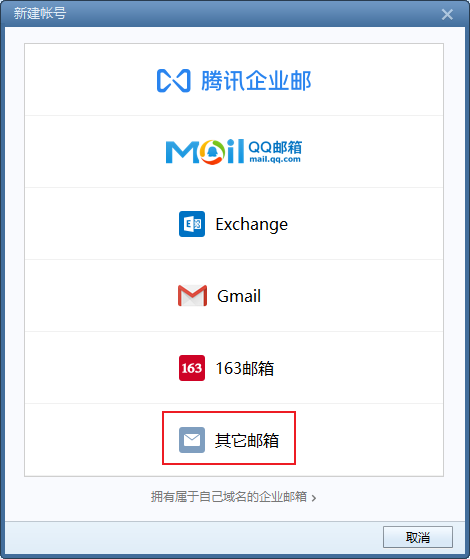 新建帐号
腾讯企业邮
Mail QQ邮箱
mail.qq.com
Exchange
Gmail
163 163邮箱
其它邮箱
拥有属于自己域名的企业邮箱 >
取消